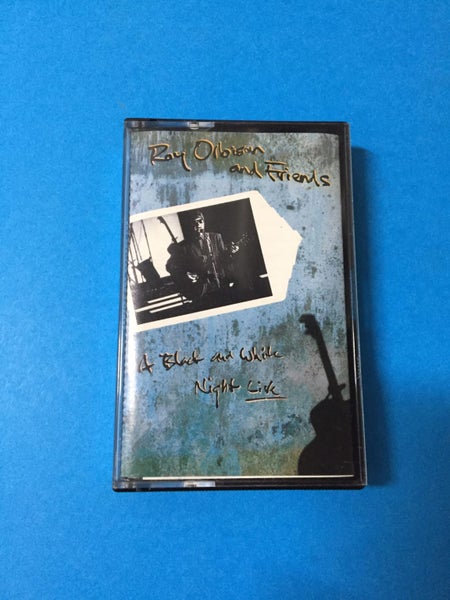 Roy Orbison
and Friends
A Black and White
Night Live